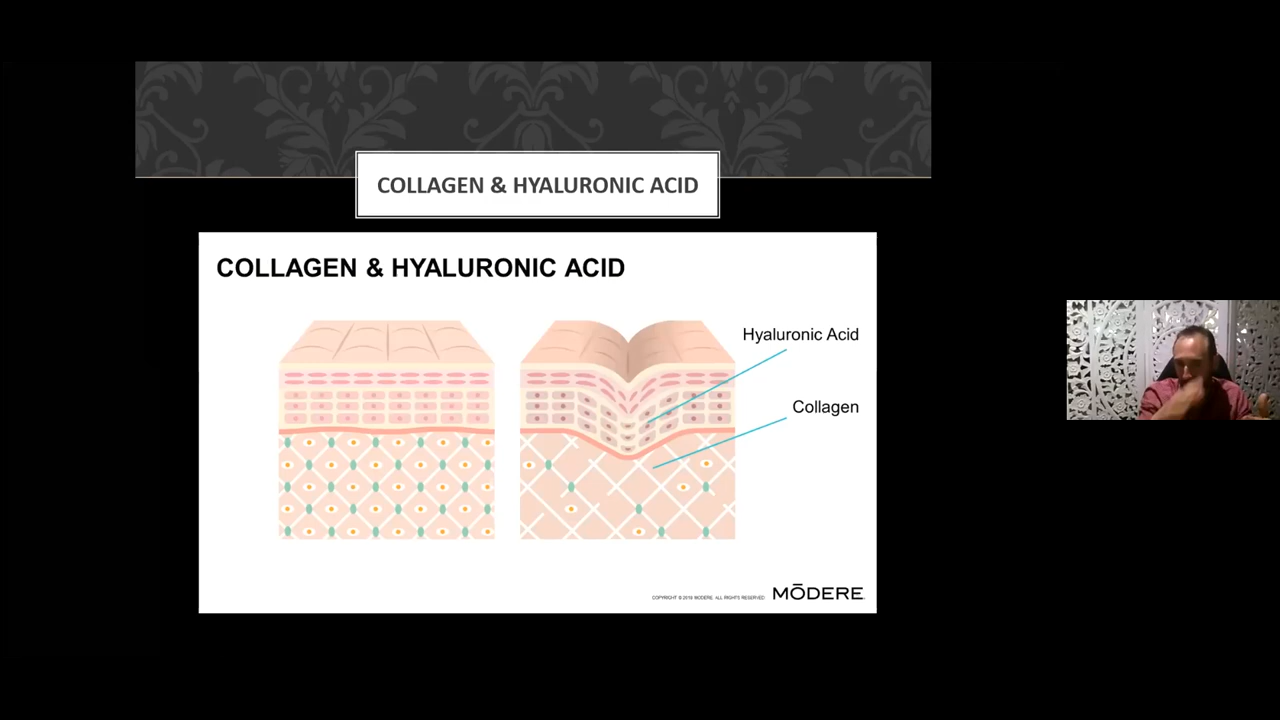 COLLAGEN & HYALURONIC ACID
COLLAGEN & HYALURONIC ACID
Hyaluronic Acid
Collagen
COPYRIGHT © 2019 MODERE. ALL RIGHTS RESERVED
MŌDERE